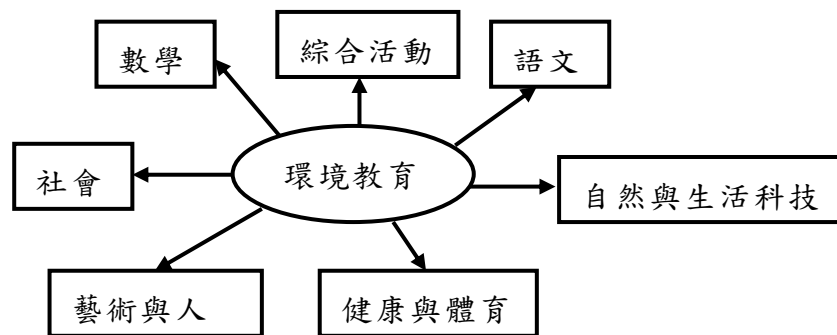 數學
綜合活動
語文
社會
環境教育
自然與生活科技
藝術與人
健康與體育